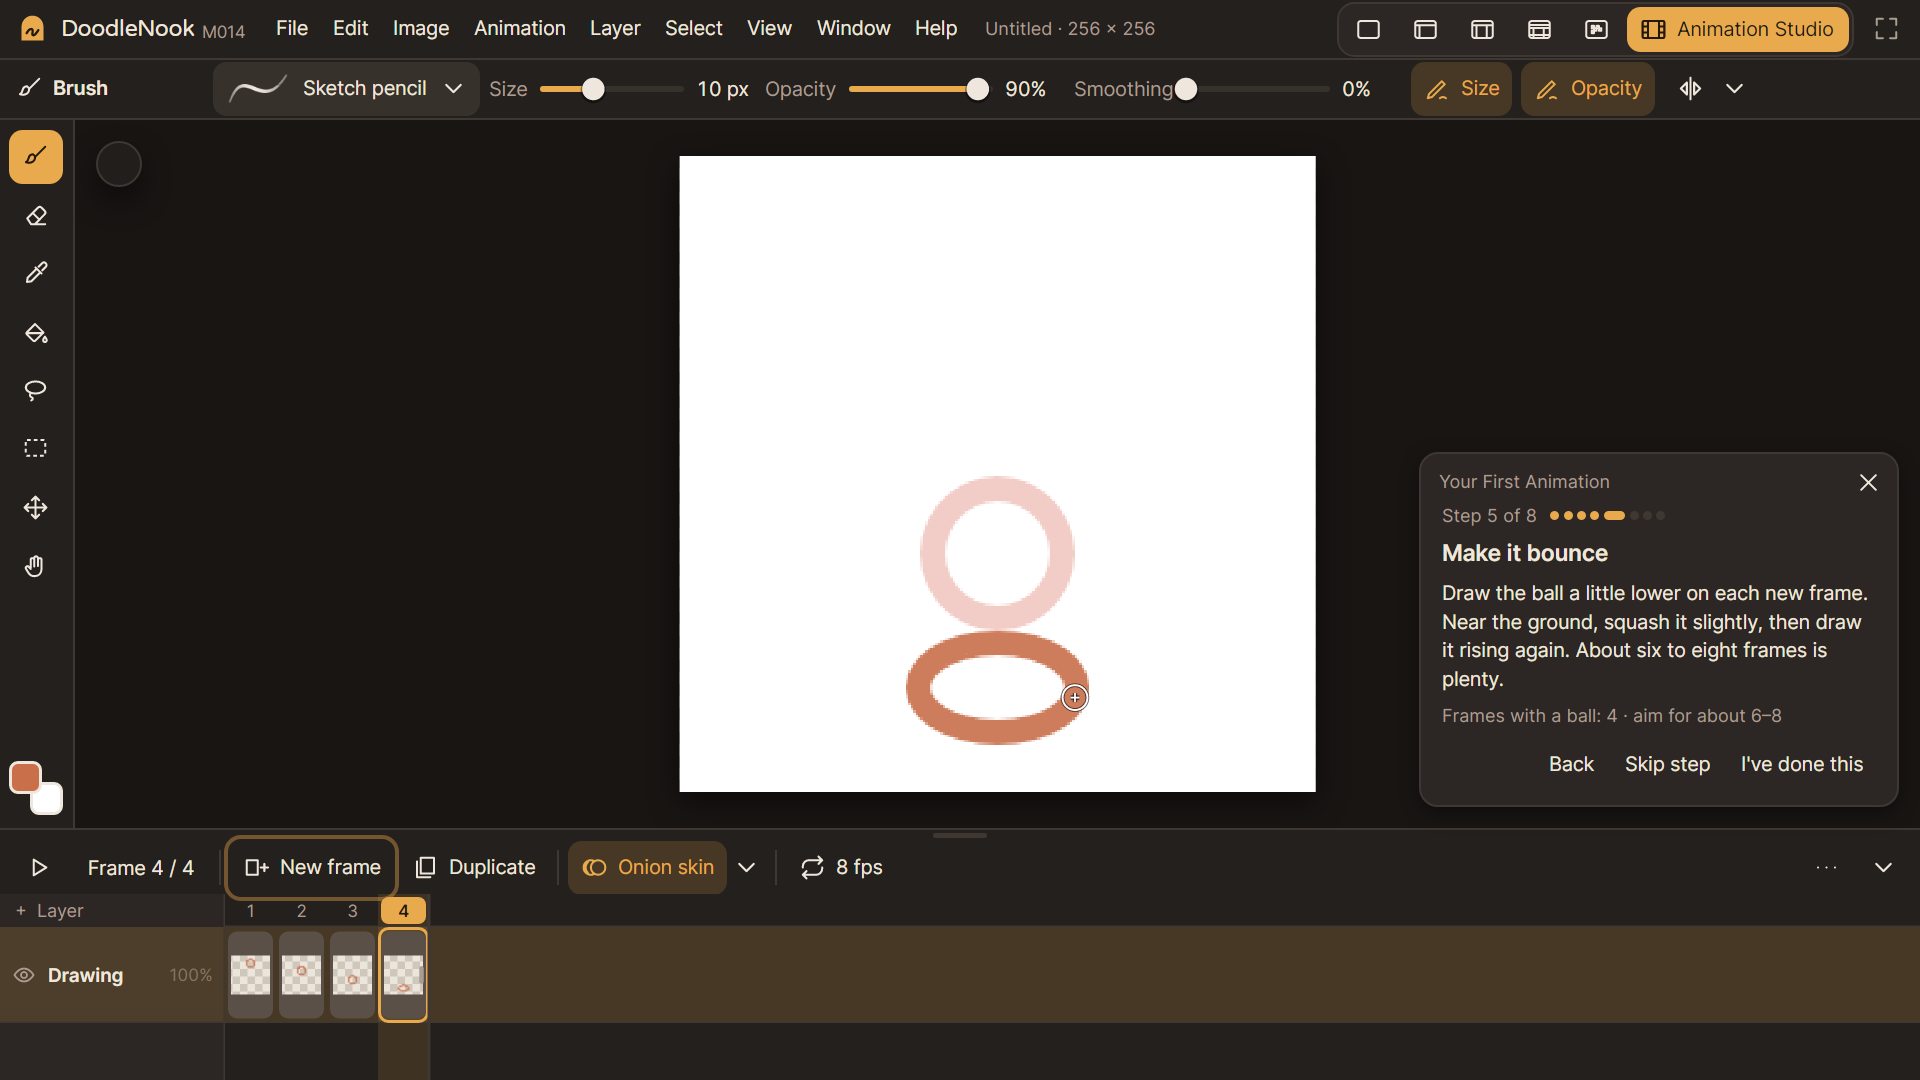 DoodleNook M014 File Edit Image Animation Layer Select View Window Help Untitled · 256 × 256 Animation Studio
Brush Sketch pencil Size 10 px Opacity 90% Smoothing 0% Size Opacity
Your First Animation
Step 5 of 8
Make it bounce
Draw the ball a little lower on each new frame.
Near the ground, squash it slightly, then draw
it rising again. About six to eight frames is
plenty.
Frames with a ball: 4 · aim for about 6–8
Back Skip step I've done this
Frame 4 / 4 New frame Duplicate Onion skin 8 fps
+ Layer 1 2 3 4
Drawing 100%